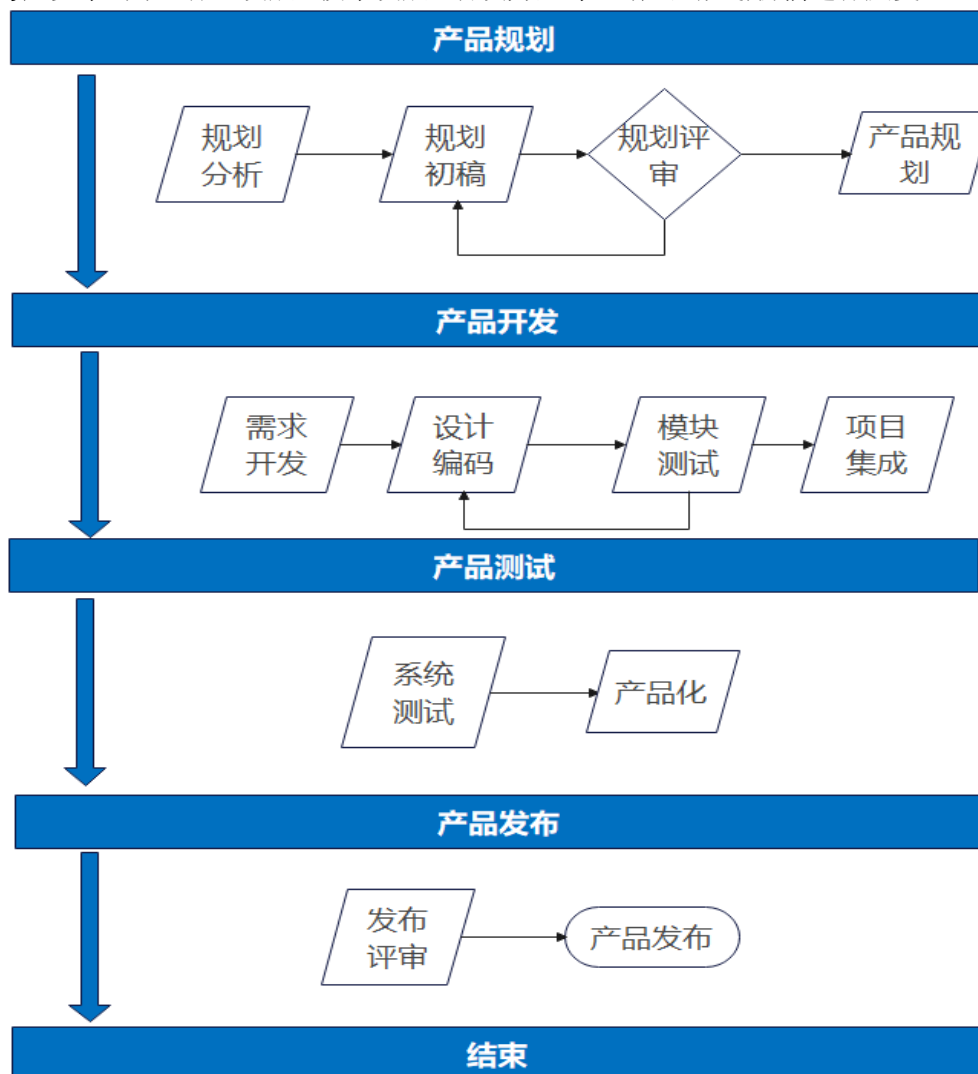 产品规划
规划
分析
规划
初稿
规划评
审
产品规
划
产品开发
需求
开发
设计
编码
模块
测试
项目
集成
产品测试
系统
测试
产品化
产品发布
发布
评审
产品发布
结束